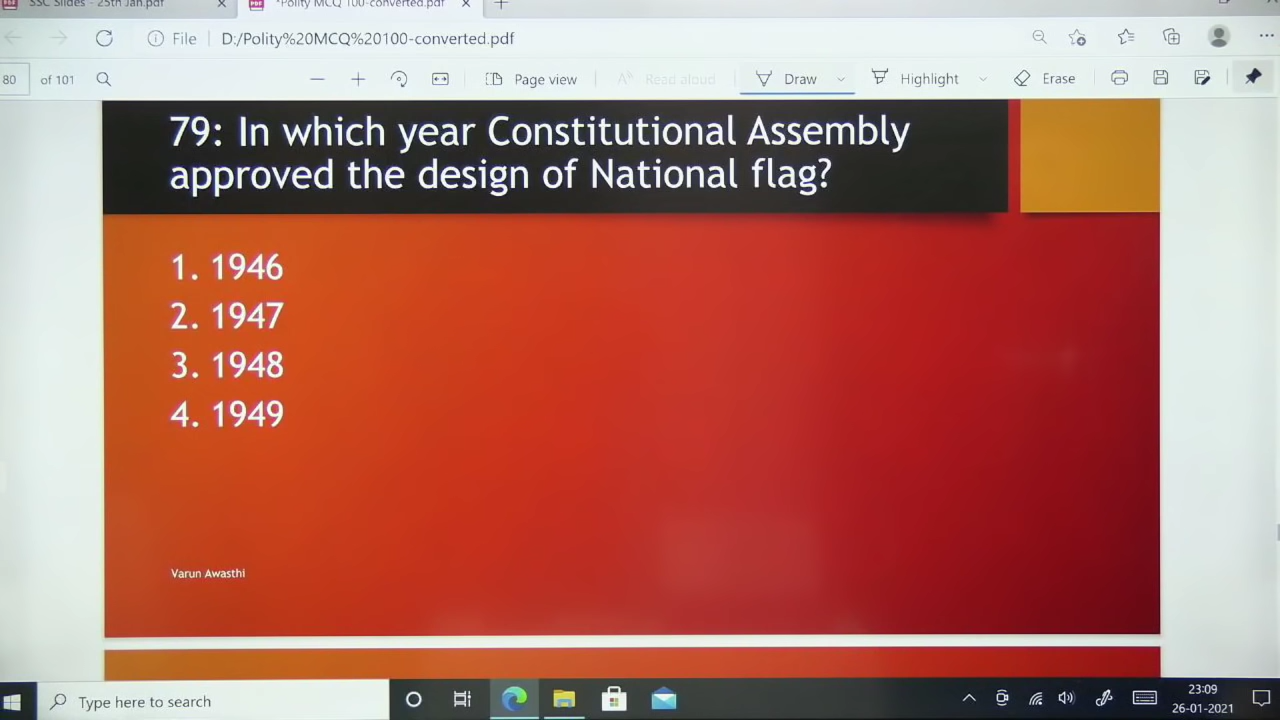 SSC Slides - 25th Jan.pdf
*Polity MCQ 100-converted.pdf
File D:/Polity%20MCQ%20100-converted.pdf
80 of 101 Page view Read aloud Draw Highlight Erase
79: In which year Constitutional Assembly
approved the design of National flag?
1. 1946
2. 1947
3. 1948
4. 1949
Varun Awasthi
Type here to search
23:09
26-01-2021